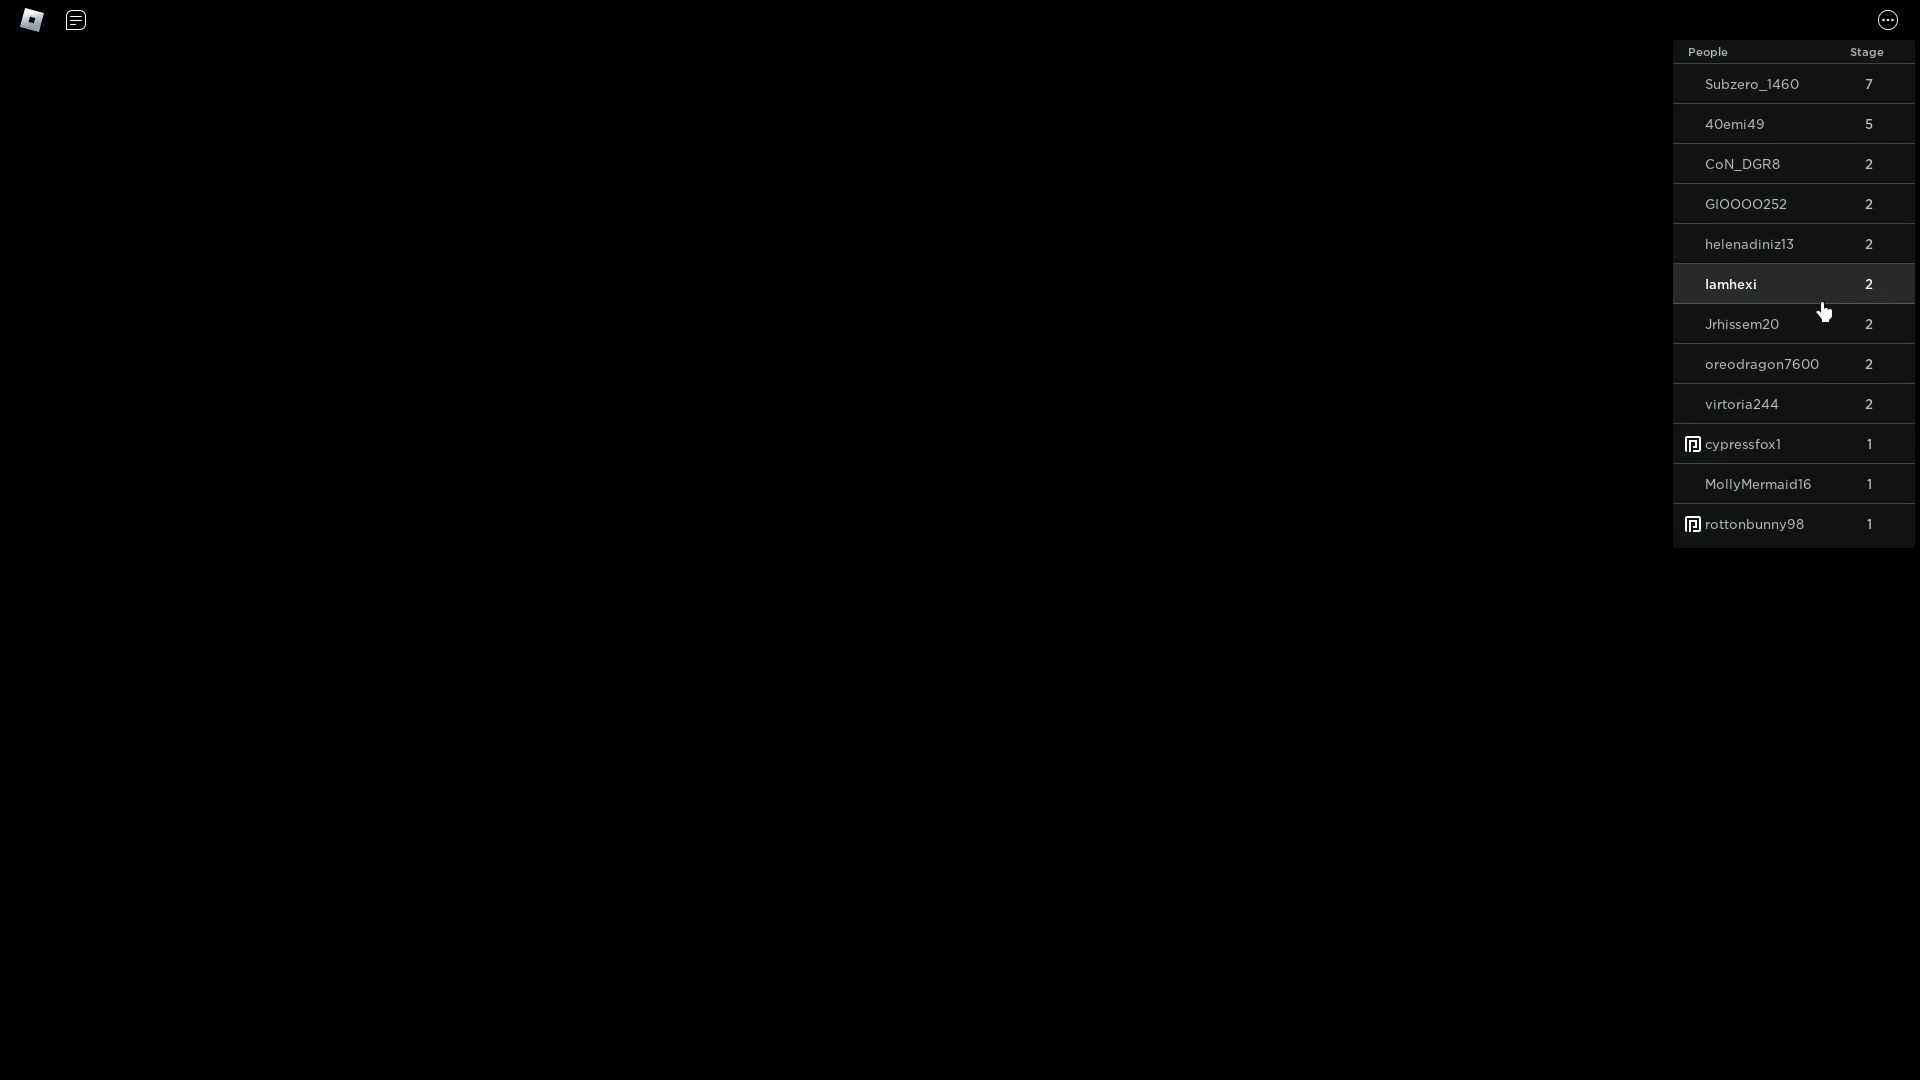 People Stage
Subzero_1460 7
40emi49 5
CoN_DGR8 2
GIOOOO252 2
helenadiniz13 2
Iamhexi 2
Jrhissem20 2
oreodragon7600 2
virtoria244 2
cypressfox1 1
MollyMermaid16 1
rottonbunny98 1